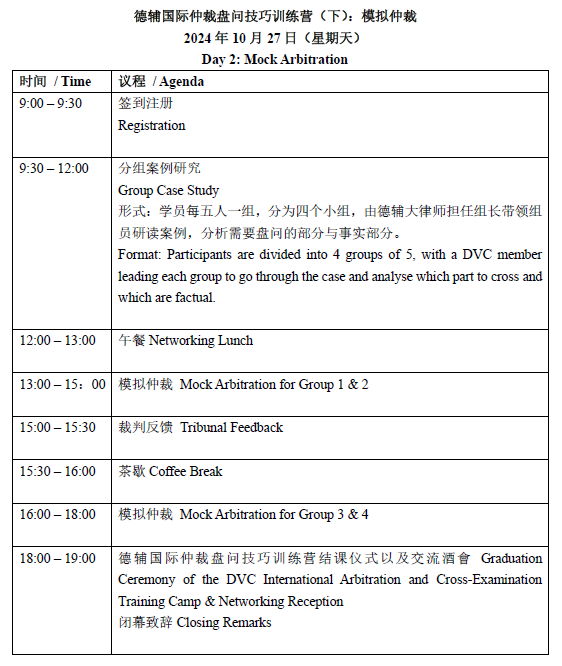 德辅国际仲裁盘问技巧训练营（下）：模拟仲裁
2024 年 10 月 27 日（星期天）
Day 2: Mock Arbitration
时间 / Time 议程 / Agenda
9:00 – 9:30 签到注册
Registration
9:30 – 12:00 分组案例研究
Group Case Study
形式：学员每五人一组，分为四个小组，由德辅大律师担任组长带领组
员研读案例，分析需要盘问的部分与事实部分。
Format: Participants are divided into 4 groups of 5, with a DVC member
leading each group to go through the case and analyse which part to cross and
which are factual.
12:00 – 13:00 午餐 Networking Lunch
13:00 – 15：00 模拟仲裁 Mock Arbitration for Group 1 & 2
15:00 – 15:30 裁判反馈 Tribunal Feedback
15:30 – 16:00 茶歇 Coffee Break
16:00 – 18:00 模拟仲裁 Mock Arbitration for Group 3 & 4
18:00 – 19:00 德辅国际仲裁盘问技巧训练营结课仪式以及交流酒會 Graduation
Ceremony of the DVC International Arbitration and Cross-Examination
Training Camp & Networking Reception
闭幕致辞 Closing Remarks